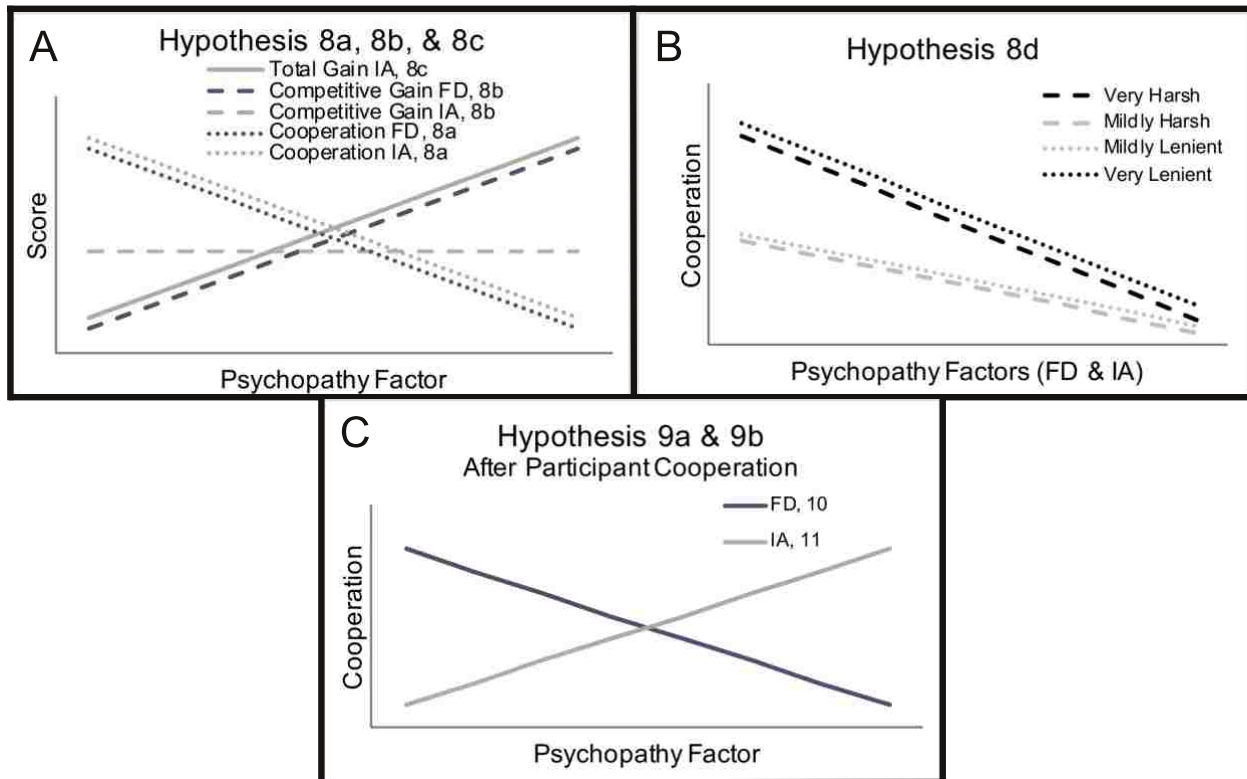 A
Hypothesis 8a, 8b, & 8c
Total Gain IA, 8c
Competitive Gain FD, 8b
Competitive Gain IA, 8b
Cooperation FD, 8a
Cooperation IA, 8a
Score
Psychopathy Factor
B
Hypothesis 8d
Very Harsh
Mildly Harsh
Mildly Lenient
Very Lenient
Cooperation
Psychopathy Factors (FD & IA)
C
Hypothesis 9a & 9b
After Participant Cooperation
FD, 10
IA, 11
Cooperation
Psychopathy Factor